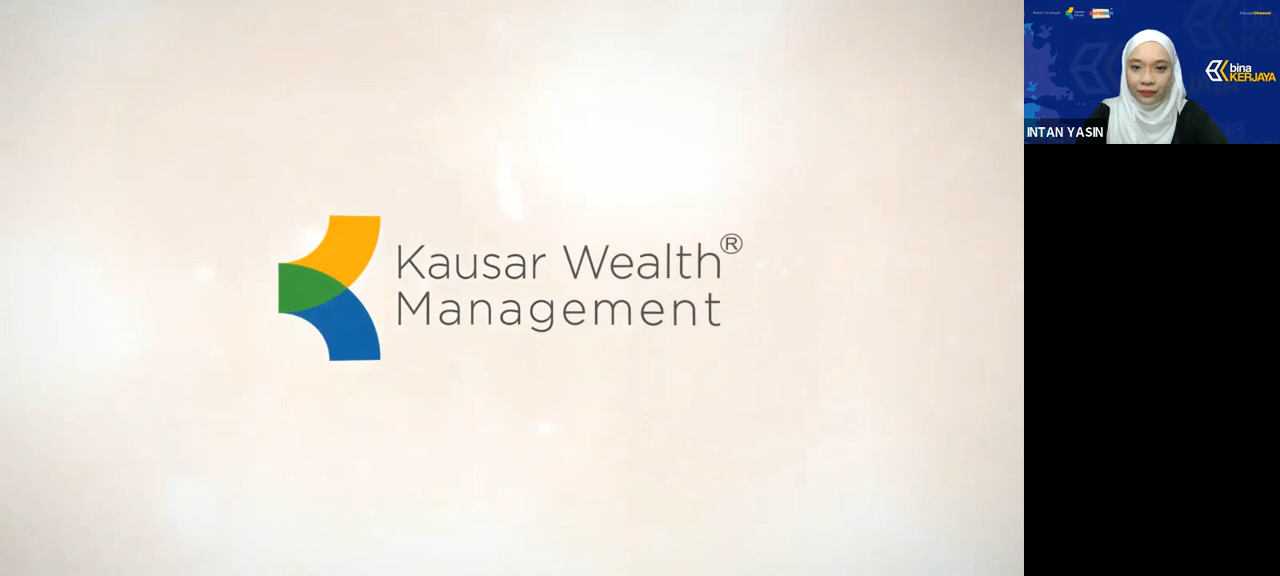 Kausar Wealth®
Management
bina
KERJAYA
INTAN YASIN